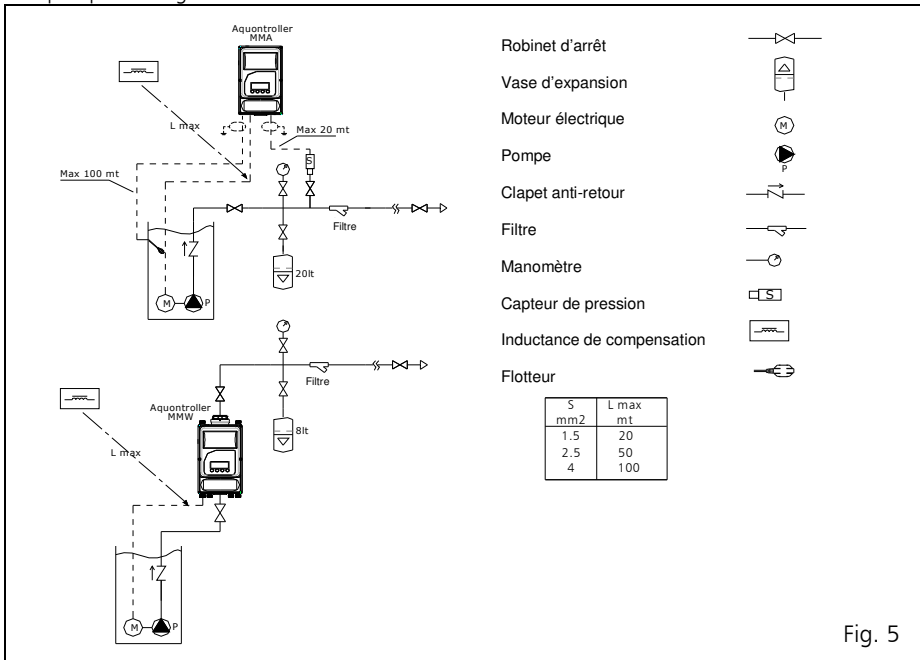 Aquontroller
MMA
L max
Max 20 mt
S
Max 100 mt
Filtre
20lt
M
P
Filtre
Aquontroller
MMW
8lt
L max
M
P
Robinet d'arrêt
Vase d'expansion
Moteur électrique
M
Pompe
P
Clapet anti-retour
Filtre
Manomètre
Capteur de pression
S
Inductance de compensation
Flotteur
S L max
mm2 mt
1.5 20
2.5 50
4 100
Fig. 5